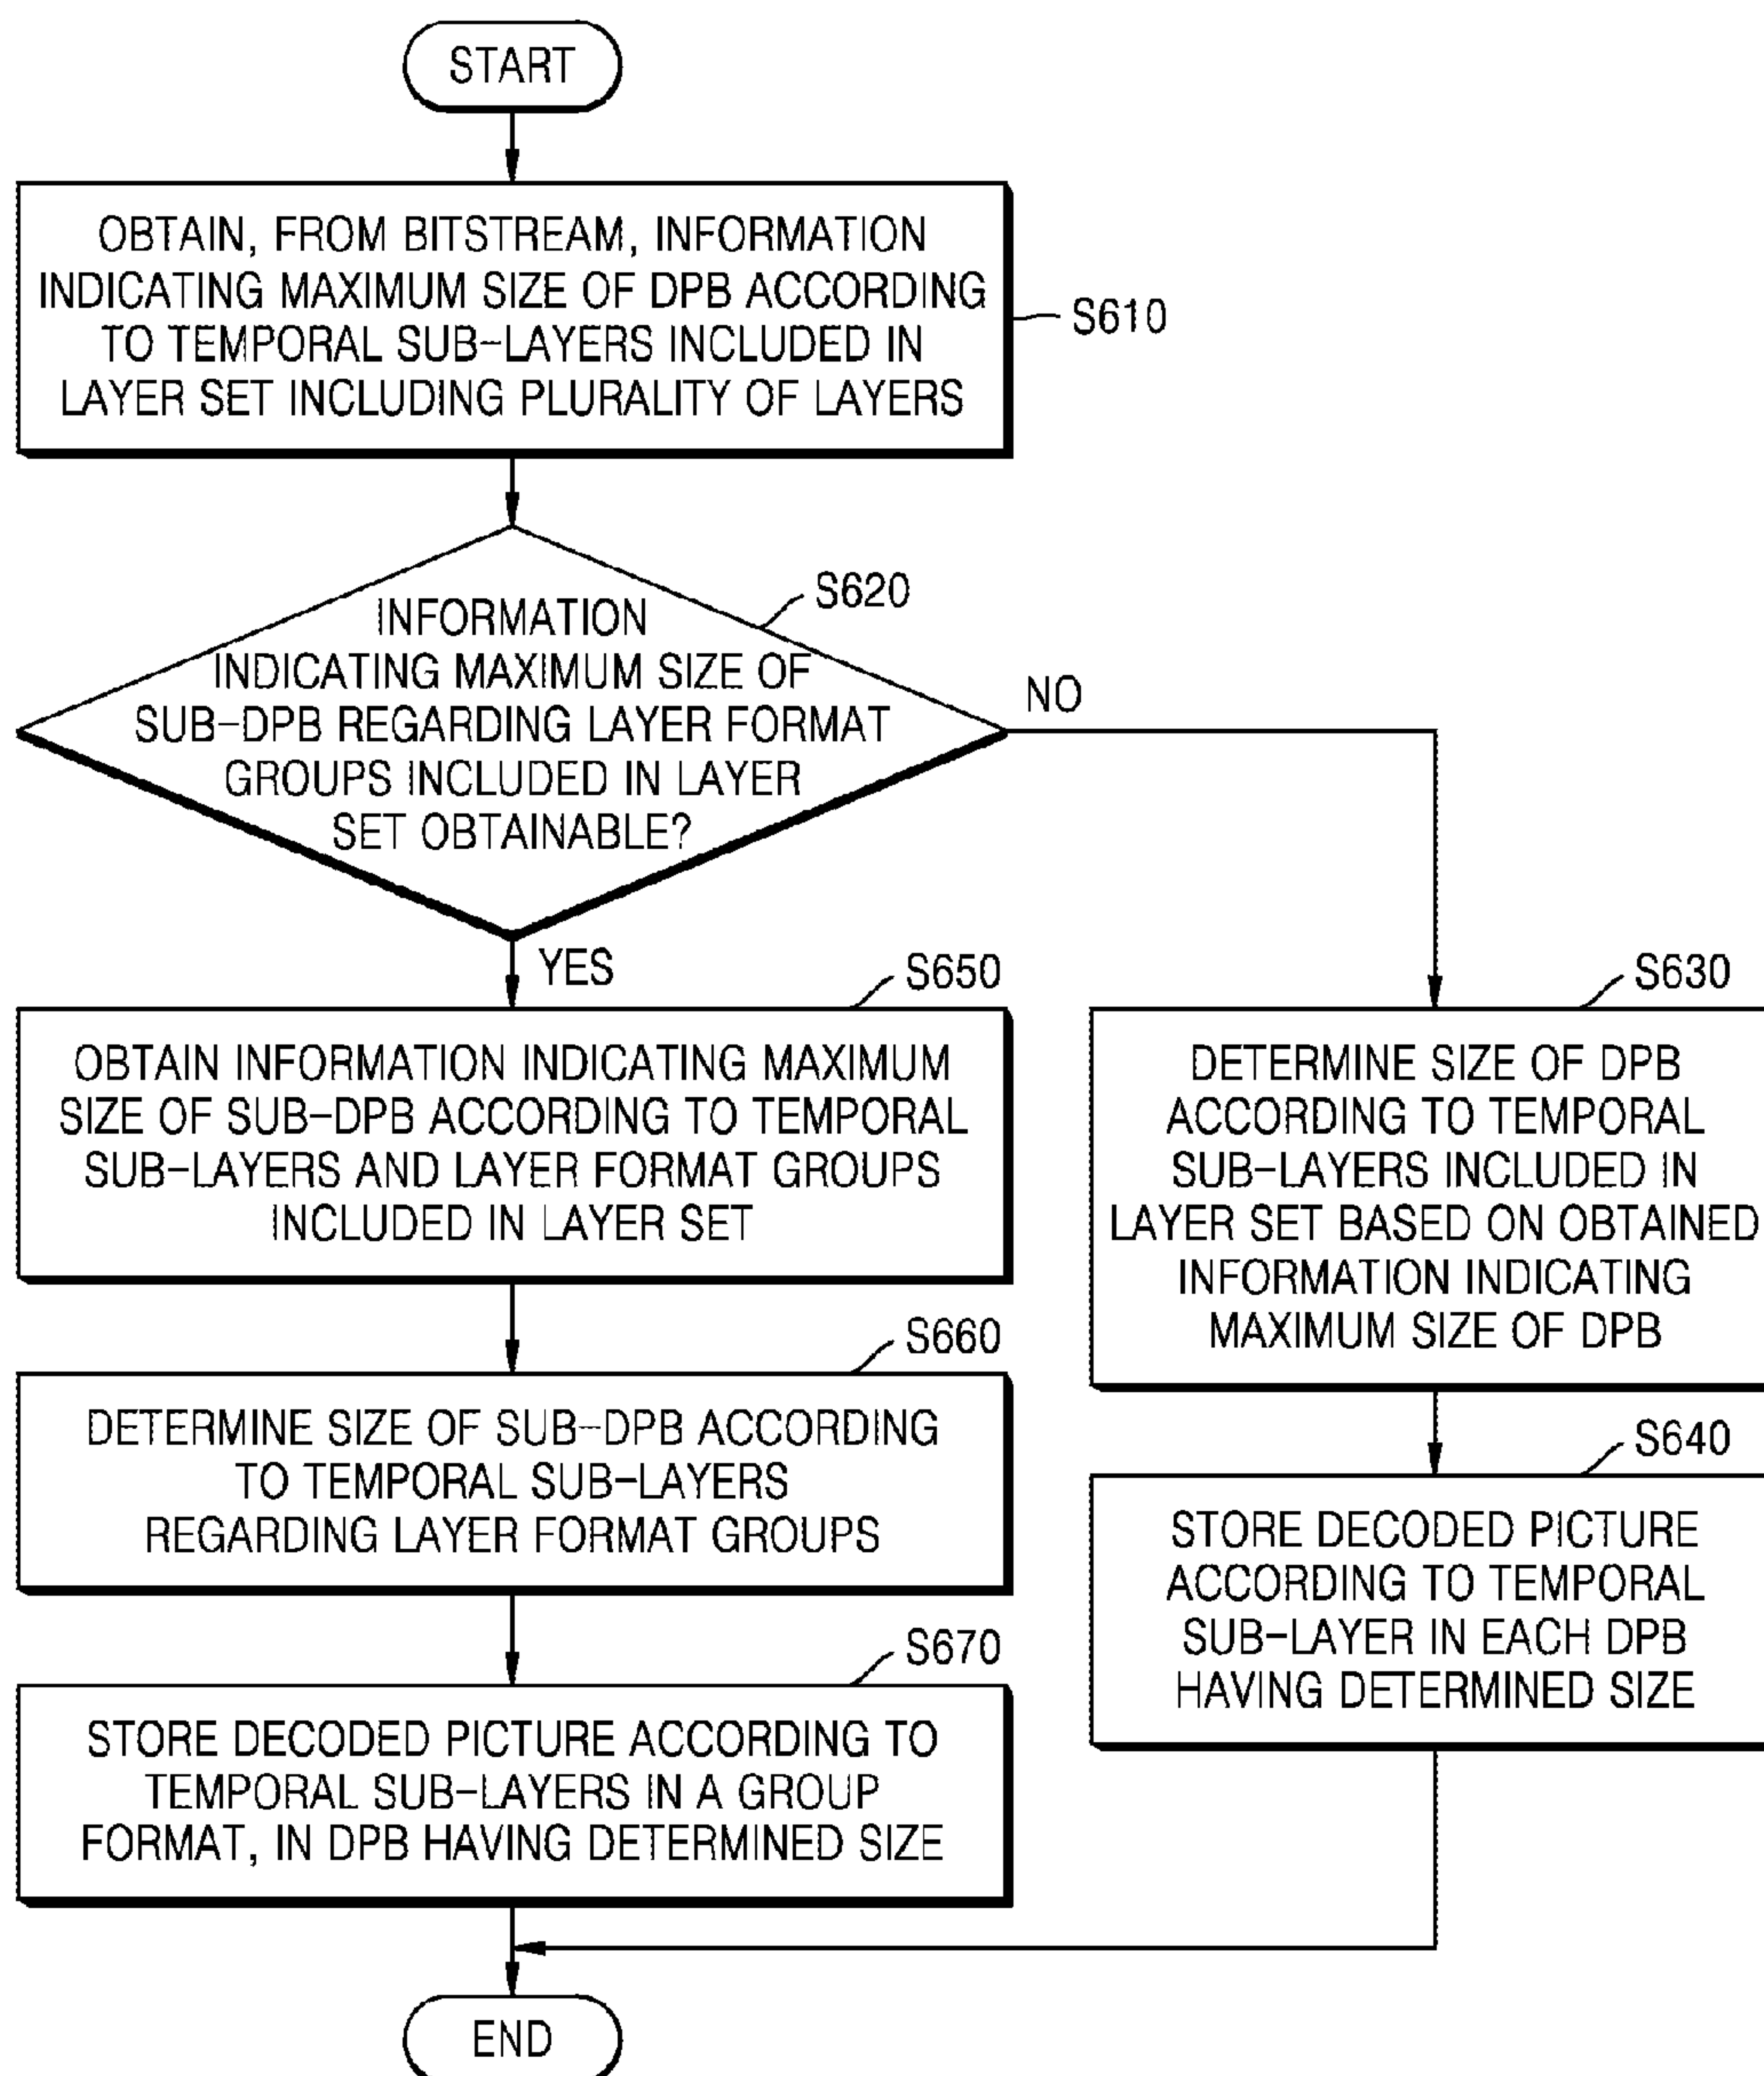 START
OBTAIN, FROM BITSTREAM, INFORMATION
INDICATING MAXIMUM SIZE OF DPB ACCORDING
TO TEMPORAL SUB-LAYERS INCLUDED IN
LAYER SET INCLUDING PLURALITY OF LAYERS
S610
S620
INFORMATION
INDICATING MAXIMUM SIZE OF
SUB-DPB REGARDING LAYER FORMAT
GROUPS INCLUDED IN LAYER
SET OBTAINABLE?
NO
YES
S650
OBTAIN INFORMATION INDICATING MAXIMUM
SIZE OF SUB-DPB ACCORDING TO TEMPORAL
SUB-LAYERS AND LAYER FORMAT GROUPS
INCLUDED IN LAYER SET
S660
DETERMINE SIZE OF SUB-DPB ACCORDING
TO TEMPORAL SUB-LAYERS
REGARDING LAYER FORMAT GROUPS
S670
STORE DECODED PICTURE ACCORDING TO
TEMPORAL SUB-LAYERS IN A GROUP
FORMAT, IN DPB HAVING DETERMINED SIZE
S630
DETERMINE SIZE OF DPB
ACCORDING TO TEMPORAL
SUB-LAYERS INCLUDED IN
LAYER SET BASED ON OBTAINED
INFORMATION INDICATING
MAXIMUM SIZE OF DPB
S640
STORE DECODED PICTURE
ACCORDING TO TEMPORAL
SUB-LAYER IN EACH DPB
HAVING DETERMINED SIZE
END